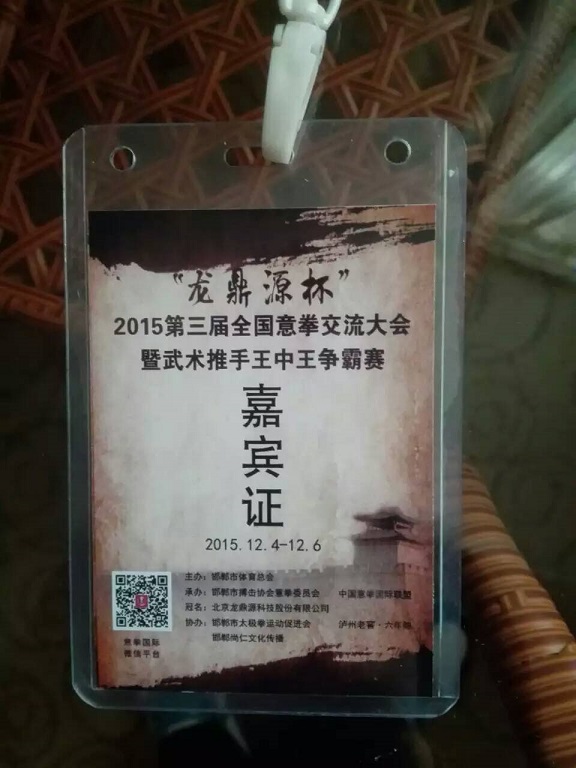 “龙鼎源杯”
2015第三届全国意拳交流大会
暨武术推手王中王争霸赛
嘉
宾
证
2015.12.4-12.6
主办：邯郸市体育总会
承办：邯郸市搏击协会意拳委员会 中国意拳国际联盟
冠名：北京龙鼎源科技股份有限公司
协办：邯郸市太极拳运动促进会 泸州老窖·六年
邯郸尚仁文化传播
意拳国际
微信平台